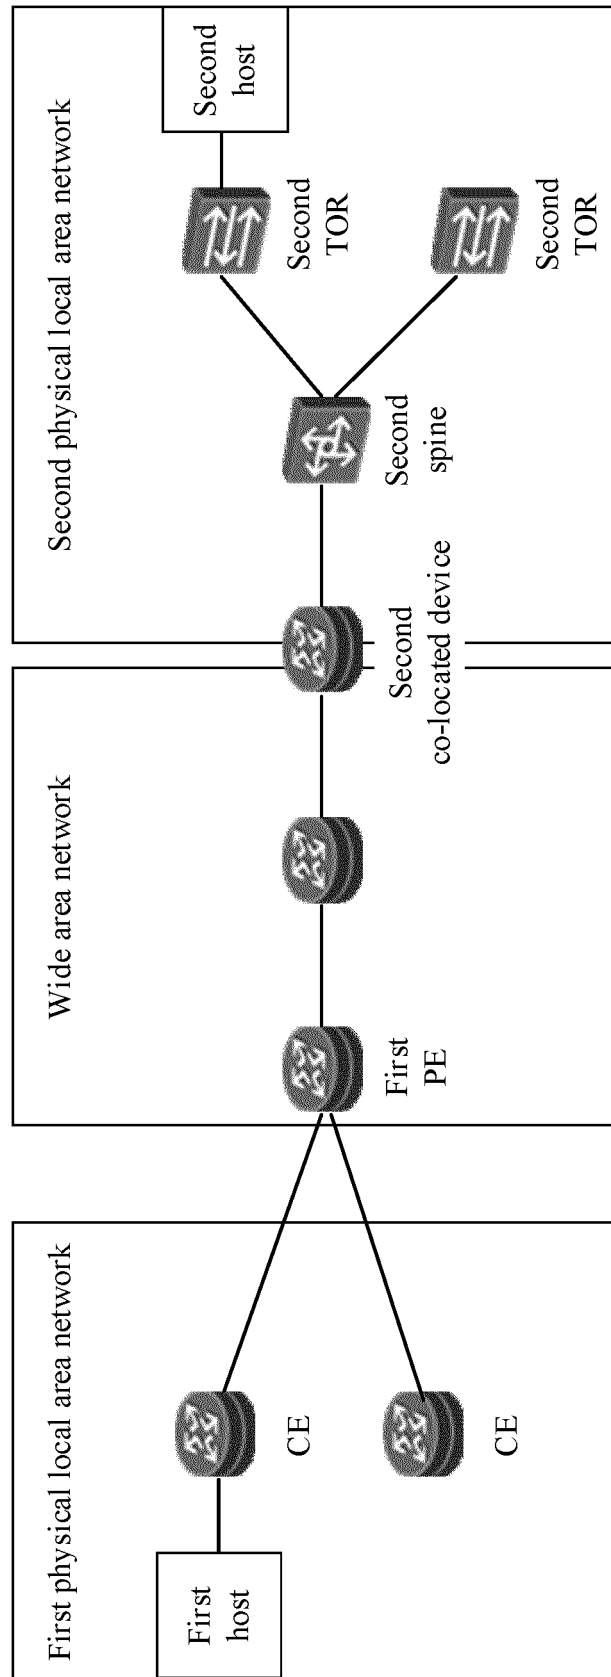 First physical local area network
First
host
CE
CE
Wide area network
First
PE
Second physical local area network
Second
co-located device
Second
spine
Second
TOR
Second
TOR
Second
host